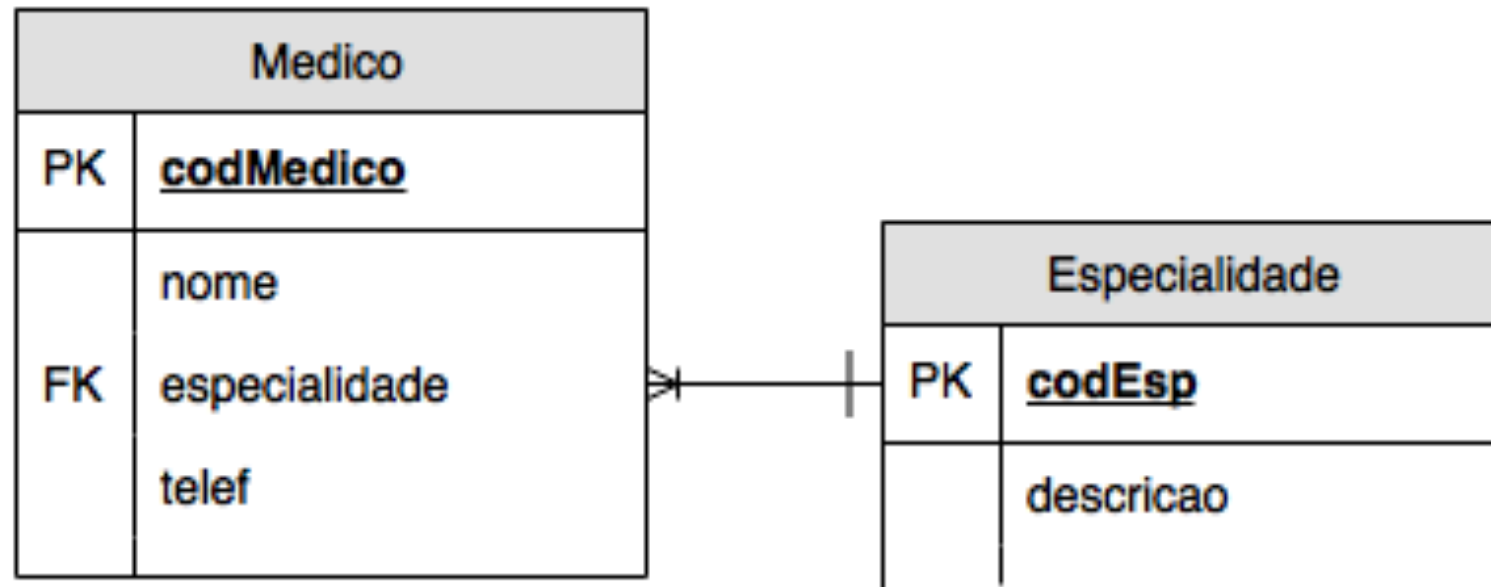 Medico
PK codMedico
nome
FK especialidade
telef
Especialidade
PK codEsp
descricao